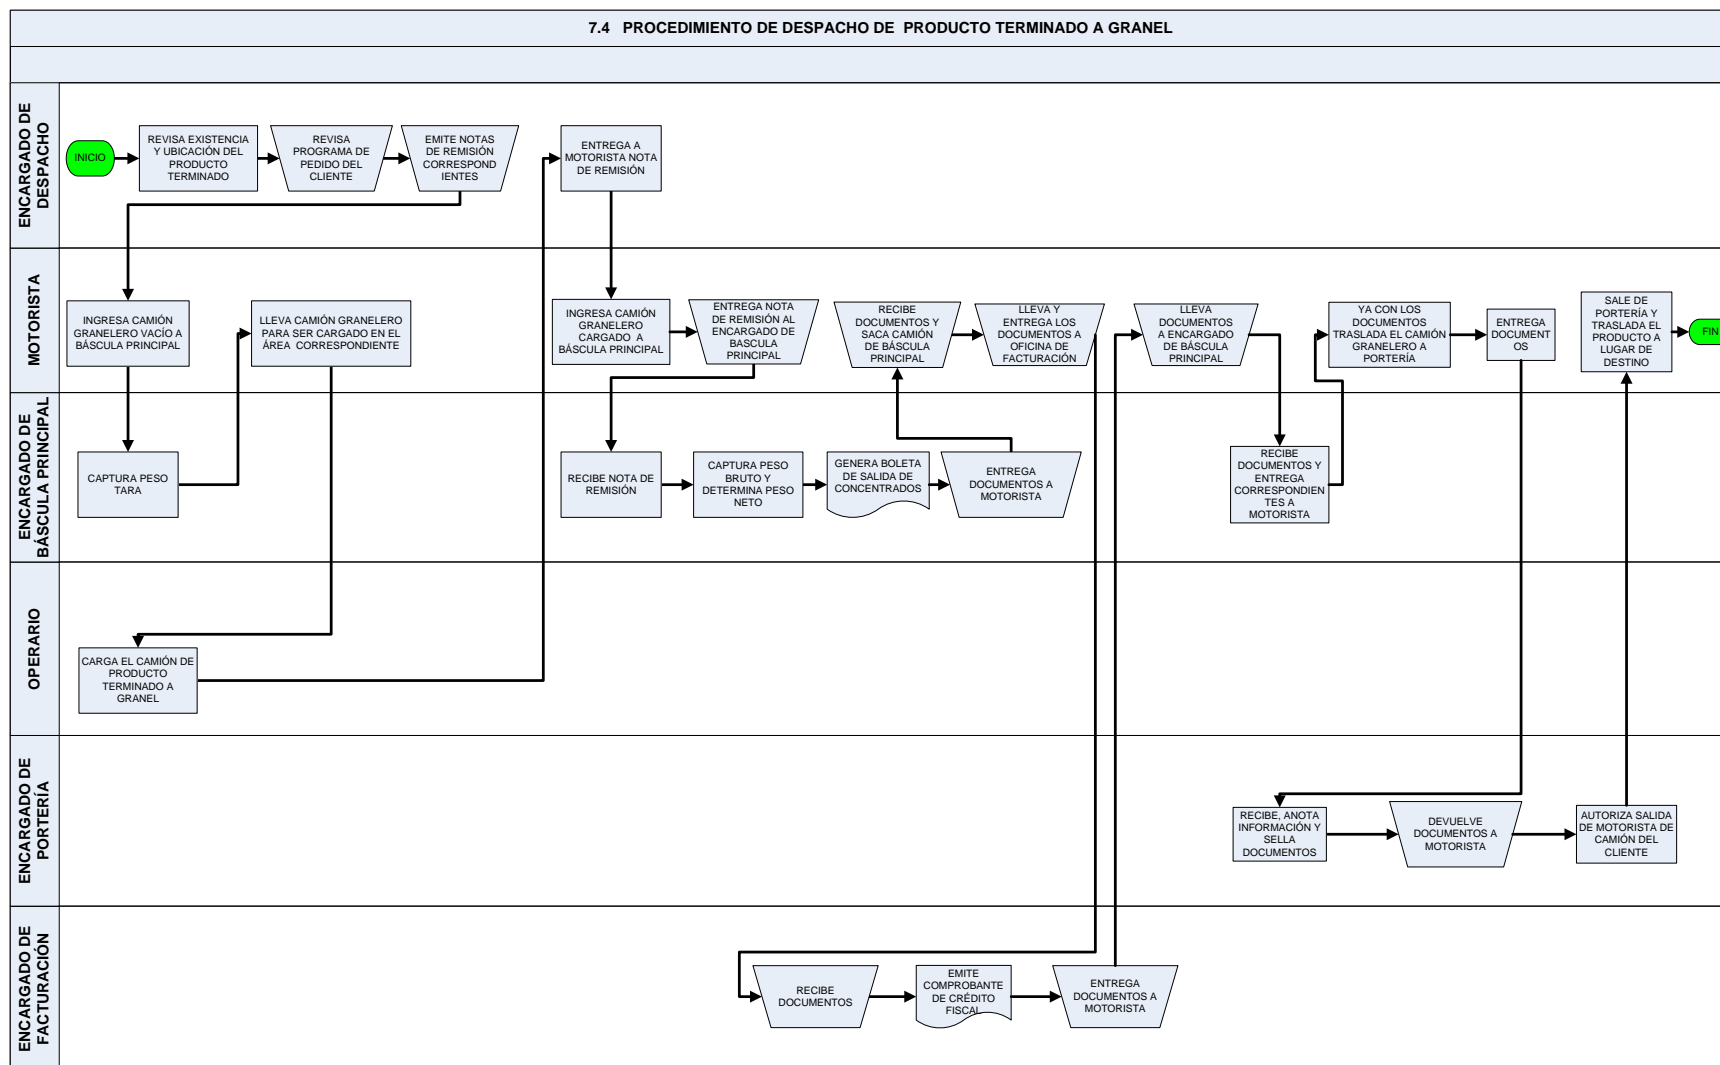 7.4 PROCEDIMIENTO DE DESPACHO DE PRODUCTO TERMINADO A GRANEL
ENCARGADO DE
DESPACHO
INICIO
REVISA EXISTENCIA
Y UBICACIÓN DEL
PRODUCTO
TERMINADO
REVISA
PROGRAMA DE
PEDIDO DEL
CLIENTE
EMITE NOTAS
DE REMISIÓN
CORRESPOND
IENTES
ENTREGA A
MOTORISTA NOTA
DE REMISIÓN
MOTORISTA
INGRESA CAMIÓN
GRANELERO VACÍO A
BÁSCULA PRINCIPAL
LLEVA CAMIÓN GRANELERO
PARA SER CARGADO EN EL
ÁREA CORRESPONDIENTE
INGRESA CAMIÓN
GRANELERO
CARGADO A
BÁSCULA PRINCIPAL
ENTREGA NOTA
DE REMISIÓN AL
ENCARGADO DE
BASCULA
PRINCIPAL
RECIBE
DOCUMENTOS Y
SACA CAMIÓN
DE BÁSCULA
PRINCIPAL
LLEVA Y
ENTREGA LOS
DOCUMENTOS A
OFICINA DE
FACTURACIÓN
LLEVA
DOCUMENTOS
A ENCARGADO
DE BÁSCULA
PRINCIPAL
YA CON LOS
DOCUMENTOS
TRASLADA EL CAMIÓN
GRANELERO A
PORTERÍA
ENTREGA
DOCUMENT
OS
SALE DE
PORTERÍA Y
TRASLADA EL
PRODUCTO A
LUGAR DE
DESTINO
FIN
ENCARGADO DE
BÁSCULA PRINCIPAL
CAPTURA PESO
TARA
RECIBE NOTA DE
REMISIÓN
CAPTURA PESO
BRUTO Y
DETERMINA PESO
NETO
GENERA BOLETA
DE SALIDA DE
CONCENTRADOS
ENTREGA
DOCUMENTOS A
MOTORISTA
RECIBE
DOCUMENTOS Y
ENTREGA
CORRESPONDIEN
TES A
MOTORISTA
OPERARIO
CARGA EL CAMIÓN DE
PRODUCTO
TERMINADO A
GRANEL
ENCARGADO DE
PORTERÍA
RECIBE, ANOTA
INFORMACIÓN Y
SELLA
DOCUMENTOS
DEVUELVE
DOCUMENTOS A
MOTORISTA
AUTORIZA SALIDA
DE MOTORISTA DE
CAMIÓN DEL
CLIENTE
ENCARGADO DE
FACTURACIÓN
RECIBE
DOCUMENTOS
EMITE
COMPROBANTE
DE CRÉDITO
FISCAL
ENTREGA
DOCUMENTOS A
MOTORISTA